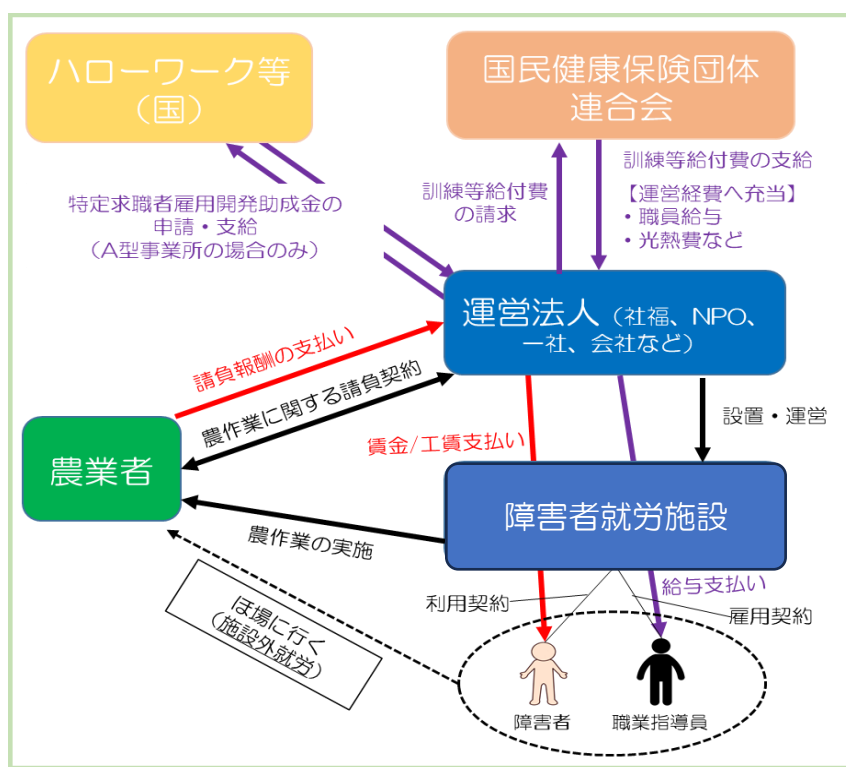 ハローワーク等
（国）
国民健康保険団体
連合会
特定求職者雇用開発助成金の
申請・支給
（A型事業所の場合のみ）
訓練等給付費
の請求
訓練等給付費の支給
【運営経費へ充当】
・職員給与
・光熱費など
運営法人（社福、NPO、
一社、会社など）
請負報酬の支払い
農作業に関する請負契約
農業者
賃金/工賃支払い
設置・運営
障害者就労施設
農作業の実施
ほ場に行く
（施設外就労）
利用契約
給与支払い
雇用契約
障害者
職業指導員